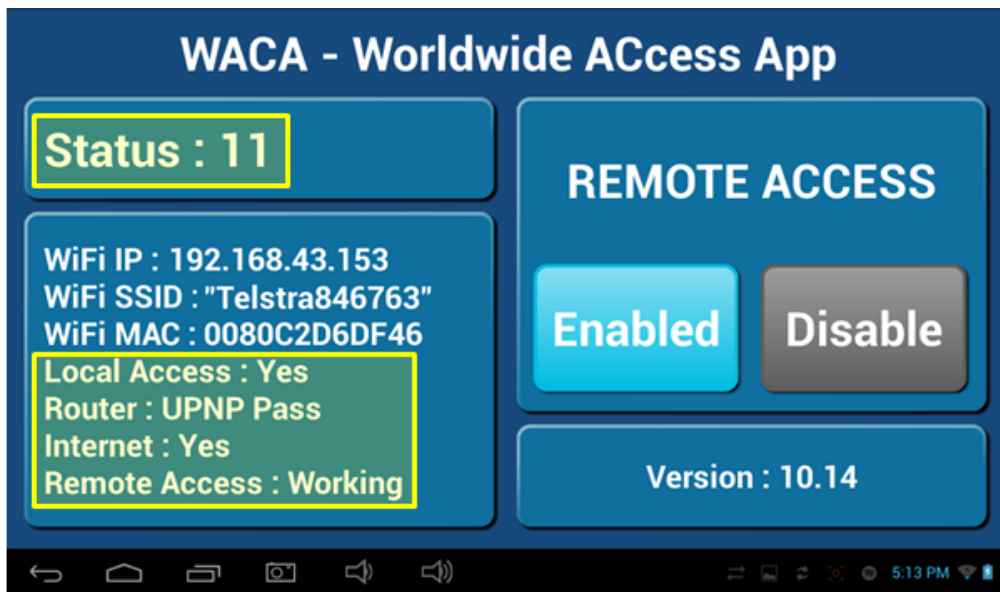 WACA - Worldwide ACcess App
Status : 11
WiFi IP : 192.168.43.153
WiFi SSID : "Telstra846763"
WiFi MAC : 0080C2D6DF46
Local Access : Yes
Router : UPNP Pass
Internet : Yes
Remote Access : Working
REMOTE ACCESS
Enabled
Disable
Version : 10.14
5:13 PM